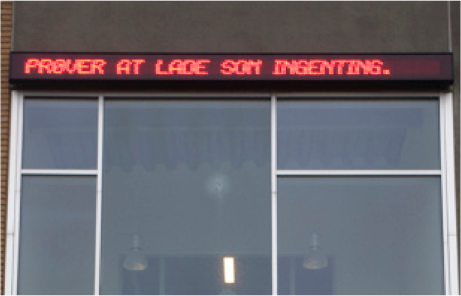 PRØVER AT LADE SOM INGENTING.